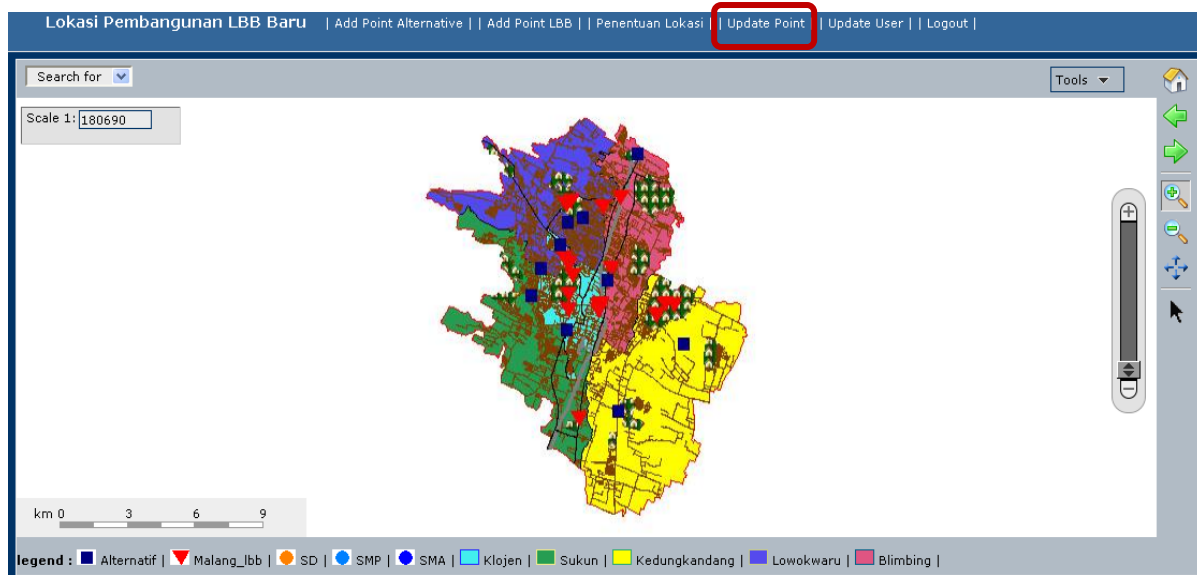 Lokasi Pembangunan LBB Baru | Add Point Alternative | | Add Point LBB | | Penentuan Lokasi | | Update Point | | Update User | | Logout |
Search for
Tools
Scale 1: 180690
km 0 3 6 9
legend : Alternatif | Malang_lbb | SD | SMP | SMA | Klojen | Sukun | Kedungkandang | Lowokwaru | Blimbing |